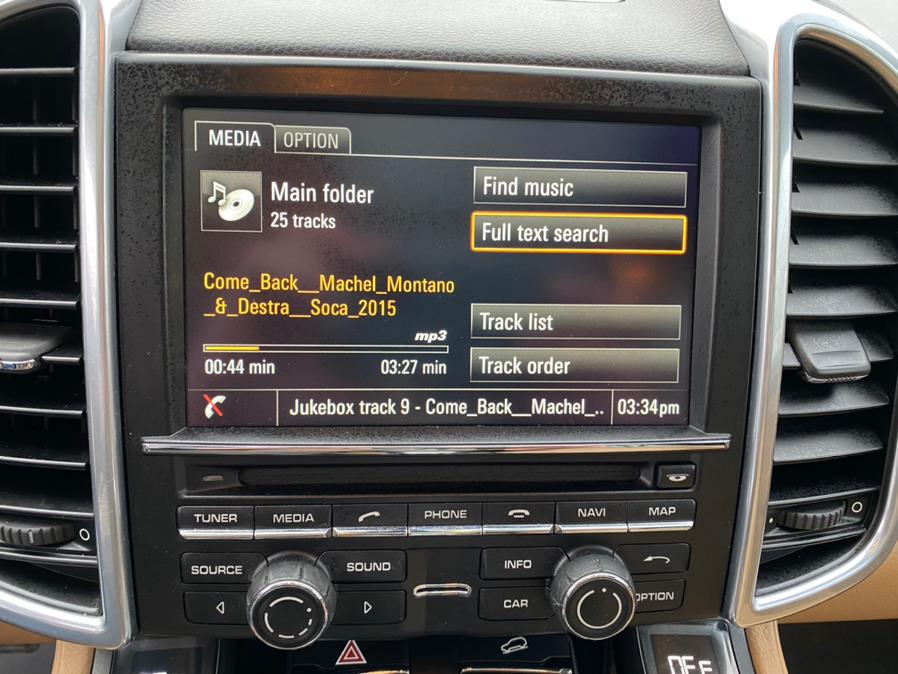 MEDIA OPTION
Main folder
25 tracks
Find music
Full text search
Come_Back__Machel_Montano
_&_Destra__Soca_2015
mp3
00:44 min 03:27 min
Track list
Track order
Jukebox track 9 - Come_Back__Machel_.. 03:34pm
TUNER MEDIA PHONE NAVI MAP
SOURCE SOUND INFO
CAR OPTION
OFF